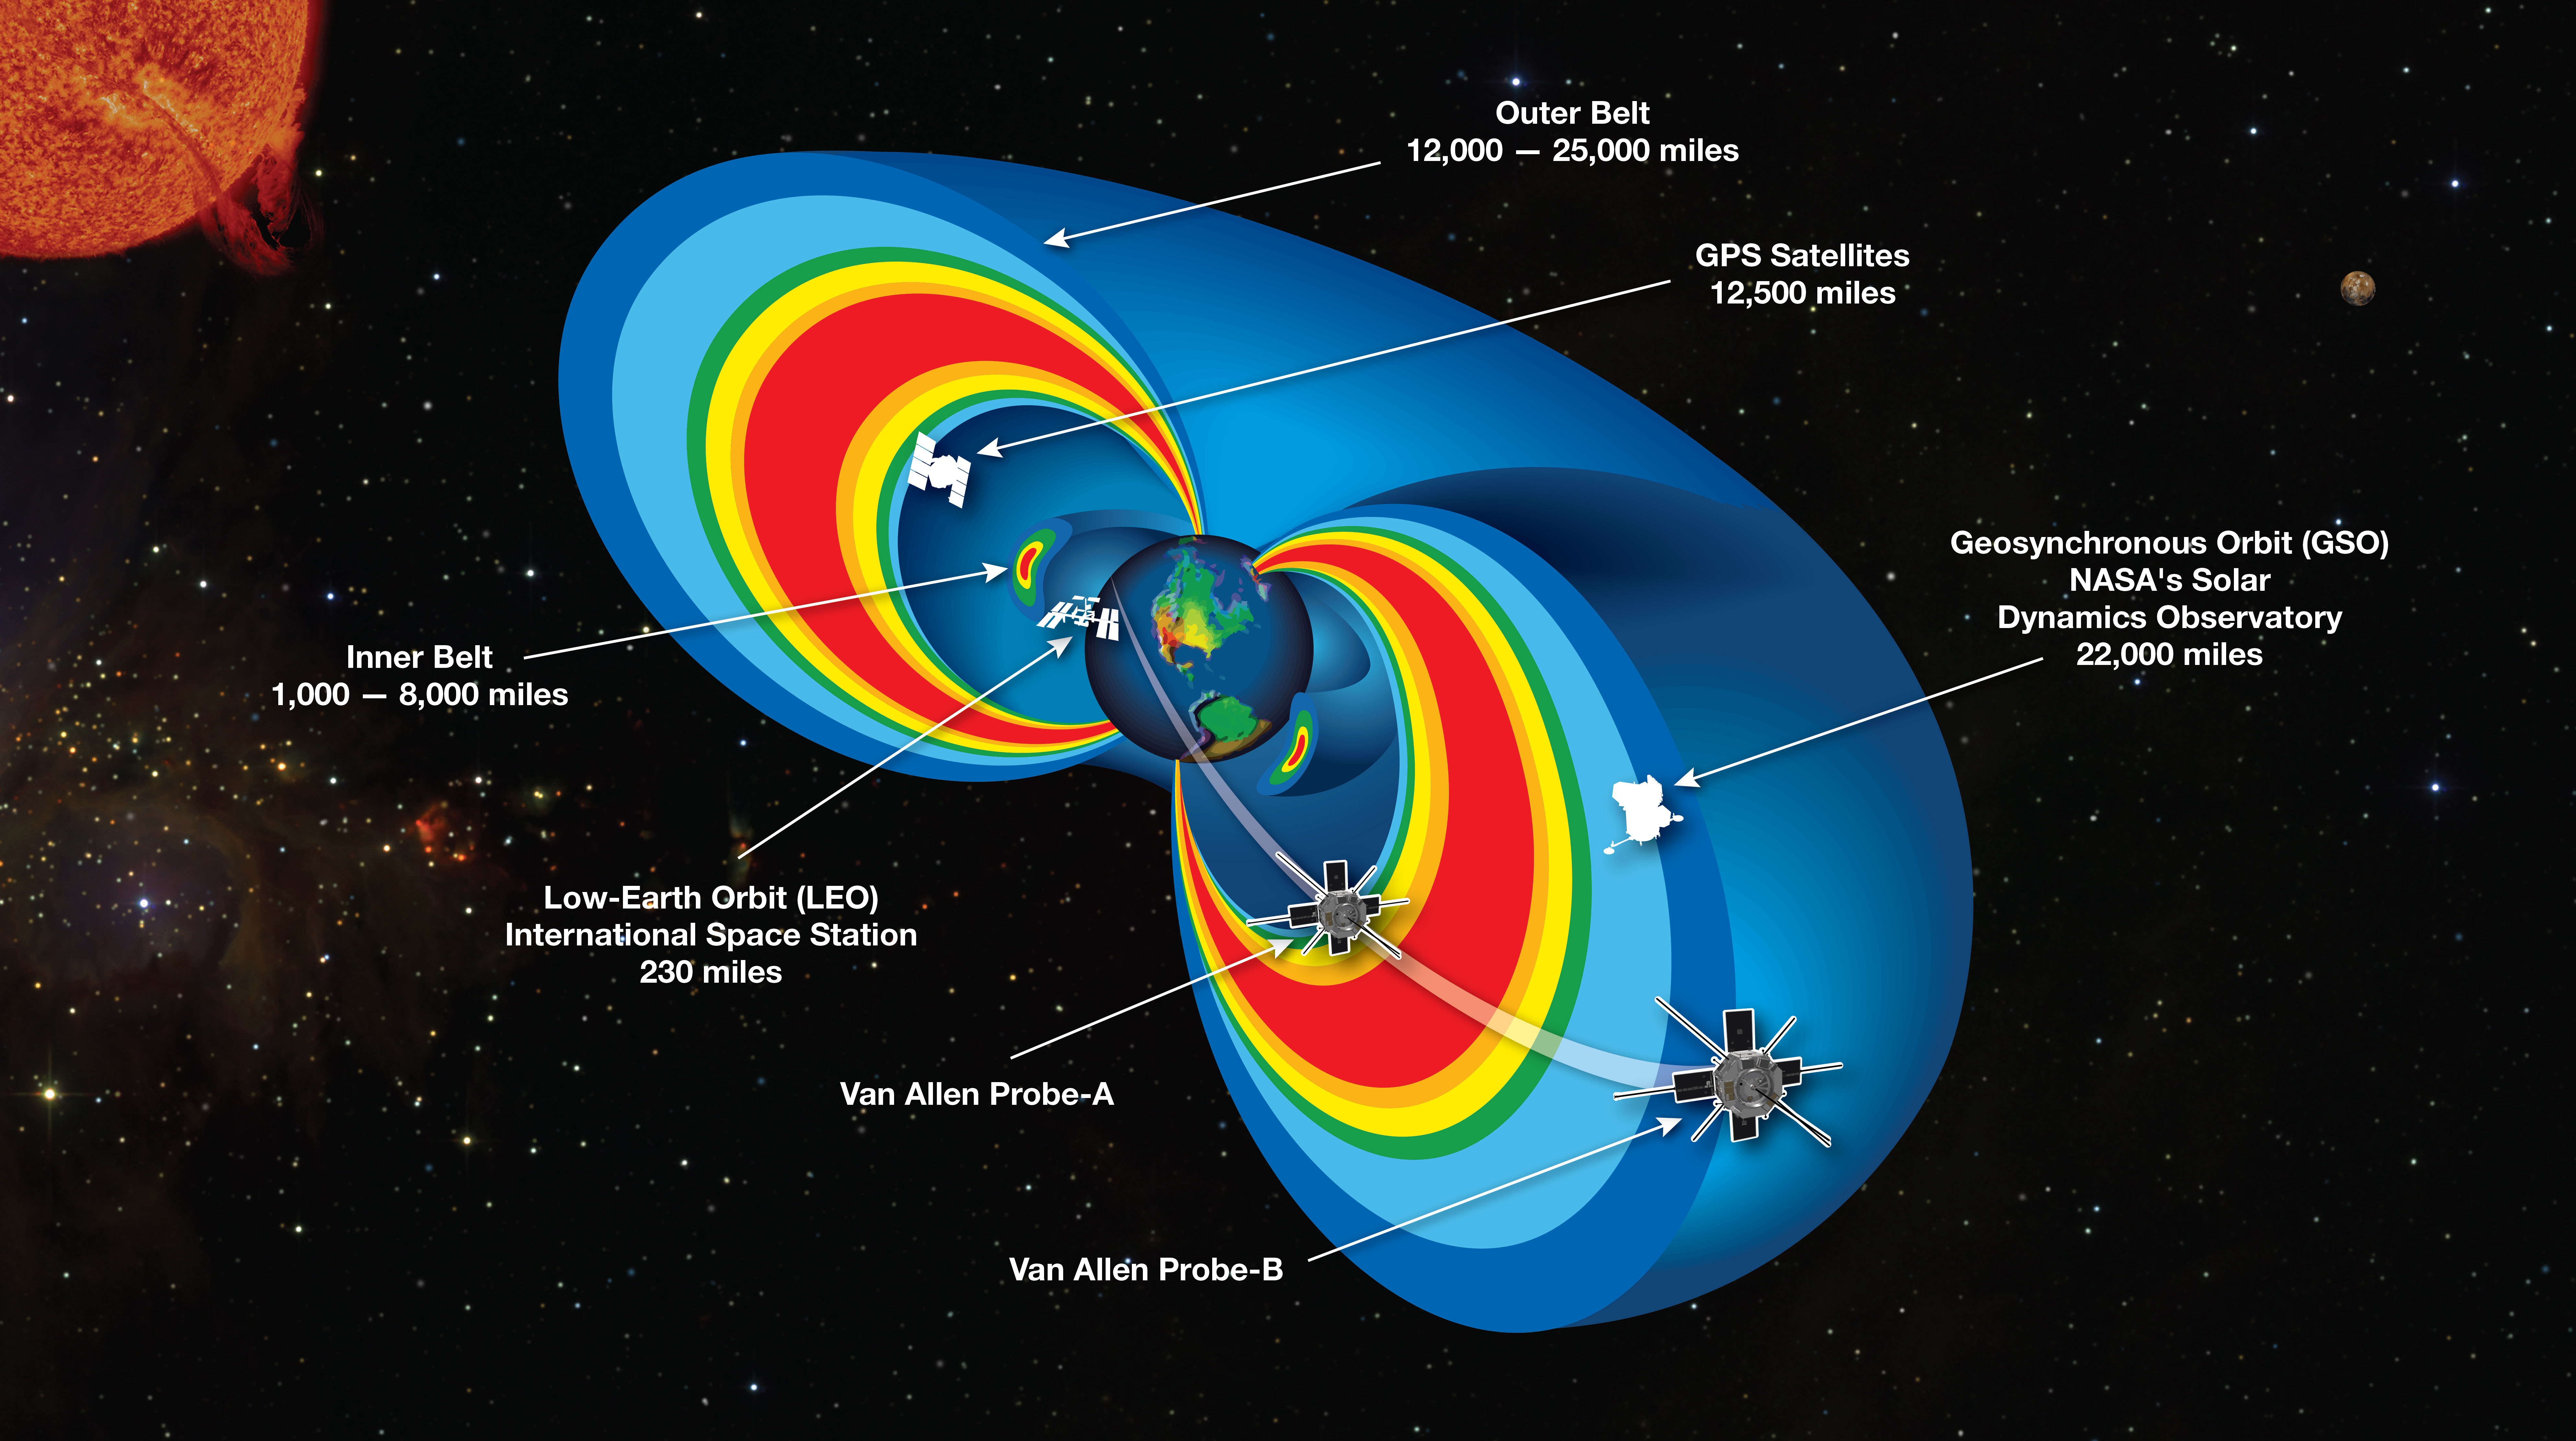 Outer Belt
12,000 — 25,000 miles
GPS Satellites
12,500 miles
Geosynchronous Orbit (GSO)
NASA's Solar
Dynamics Observatory
22,000 miles
Inner Belt
1,000 — 8,000 miles
Low-Earth Orbit (LEO)
International Space Station
230 miles
Van Allen Probe-A
Van Allen Probe-B